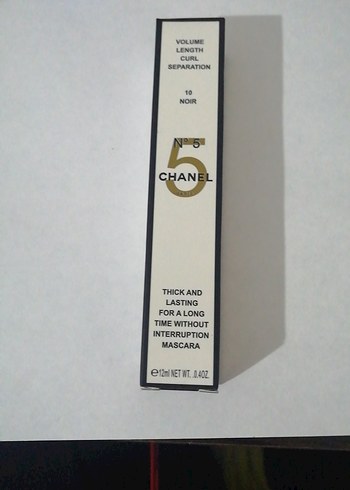 VOLUME
LENGTH
CURL
SEPARATION
10
NOIR
N° 5
5
CHANEL
THICK AND
LASTING
FOR A LONG
TIME WITHOUT
INTERRUPTION
MASCARA
℮12ml NET WT. .0.4OZ.